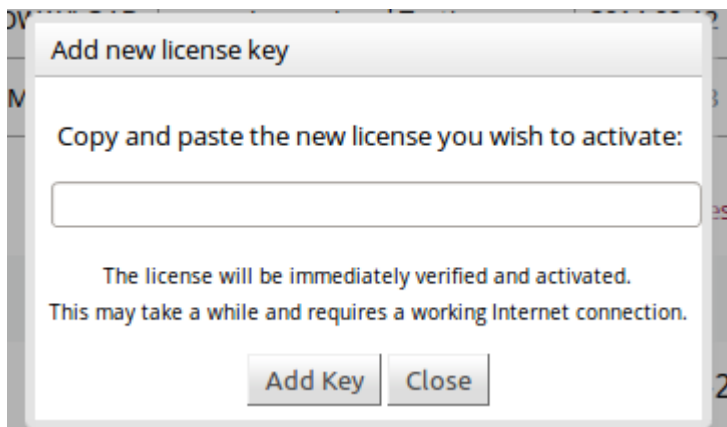 Add new license key
Copy and paste the new license you wish to activate:
The license will be immediately verified and activated.
This may take a while and requires a working Internet connection.
Add Key
Close